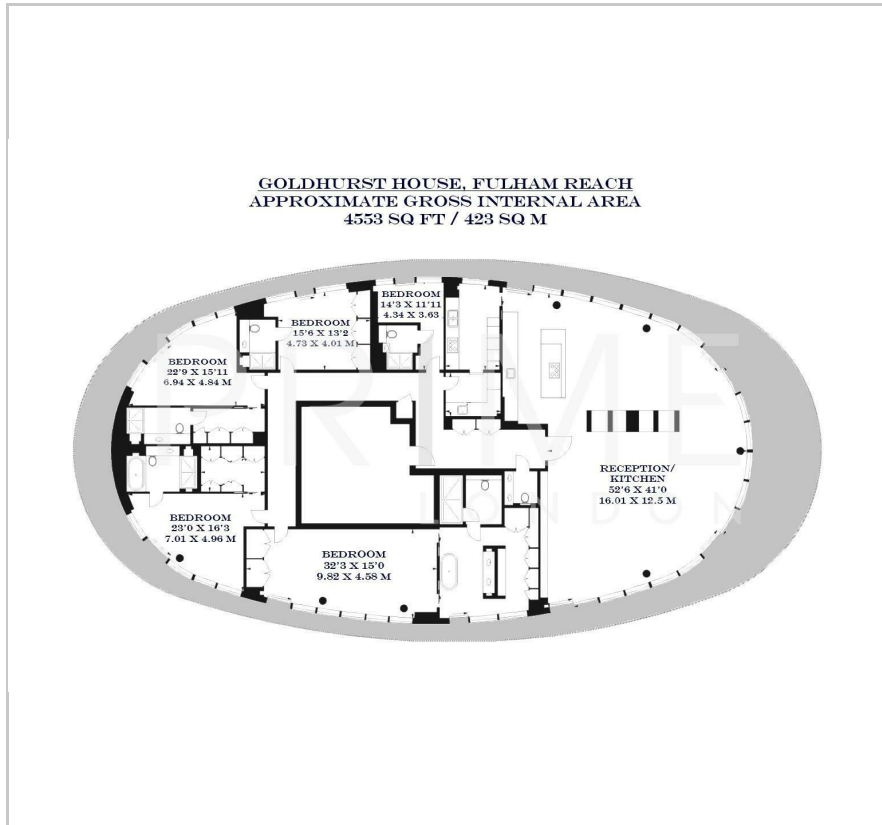 GOLDHURST HOUSE, FULHAM REACH
APPROXIMATE GROSS INTERNAL AREA
4553 SQ FT / 423 SQ M
BEDROOM
14'3 X 11'11
4.34 X 3.63
BEDROOM
15'6 X 13'2
4.73 X 4.01 M
BEDROOM
22'9 X 15'11
6.94 X 4.84 M
PRIME
LONDON
RECEPTION/
KITCHEN
52'6 X 41'0
16.01 X 12.5 M
BEDROOM
23'0 X 16'3
7.01 X 4.96 M
BEDROOM
32'3 X 15'0
9.82 X 4.58 M